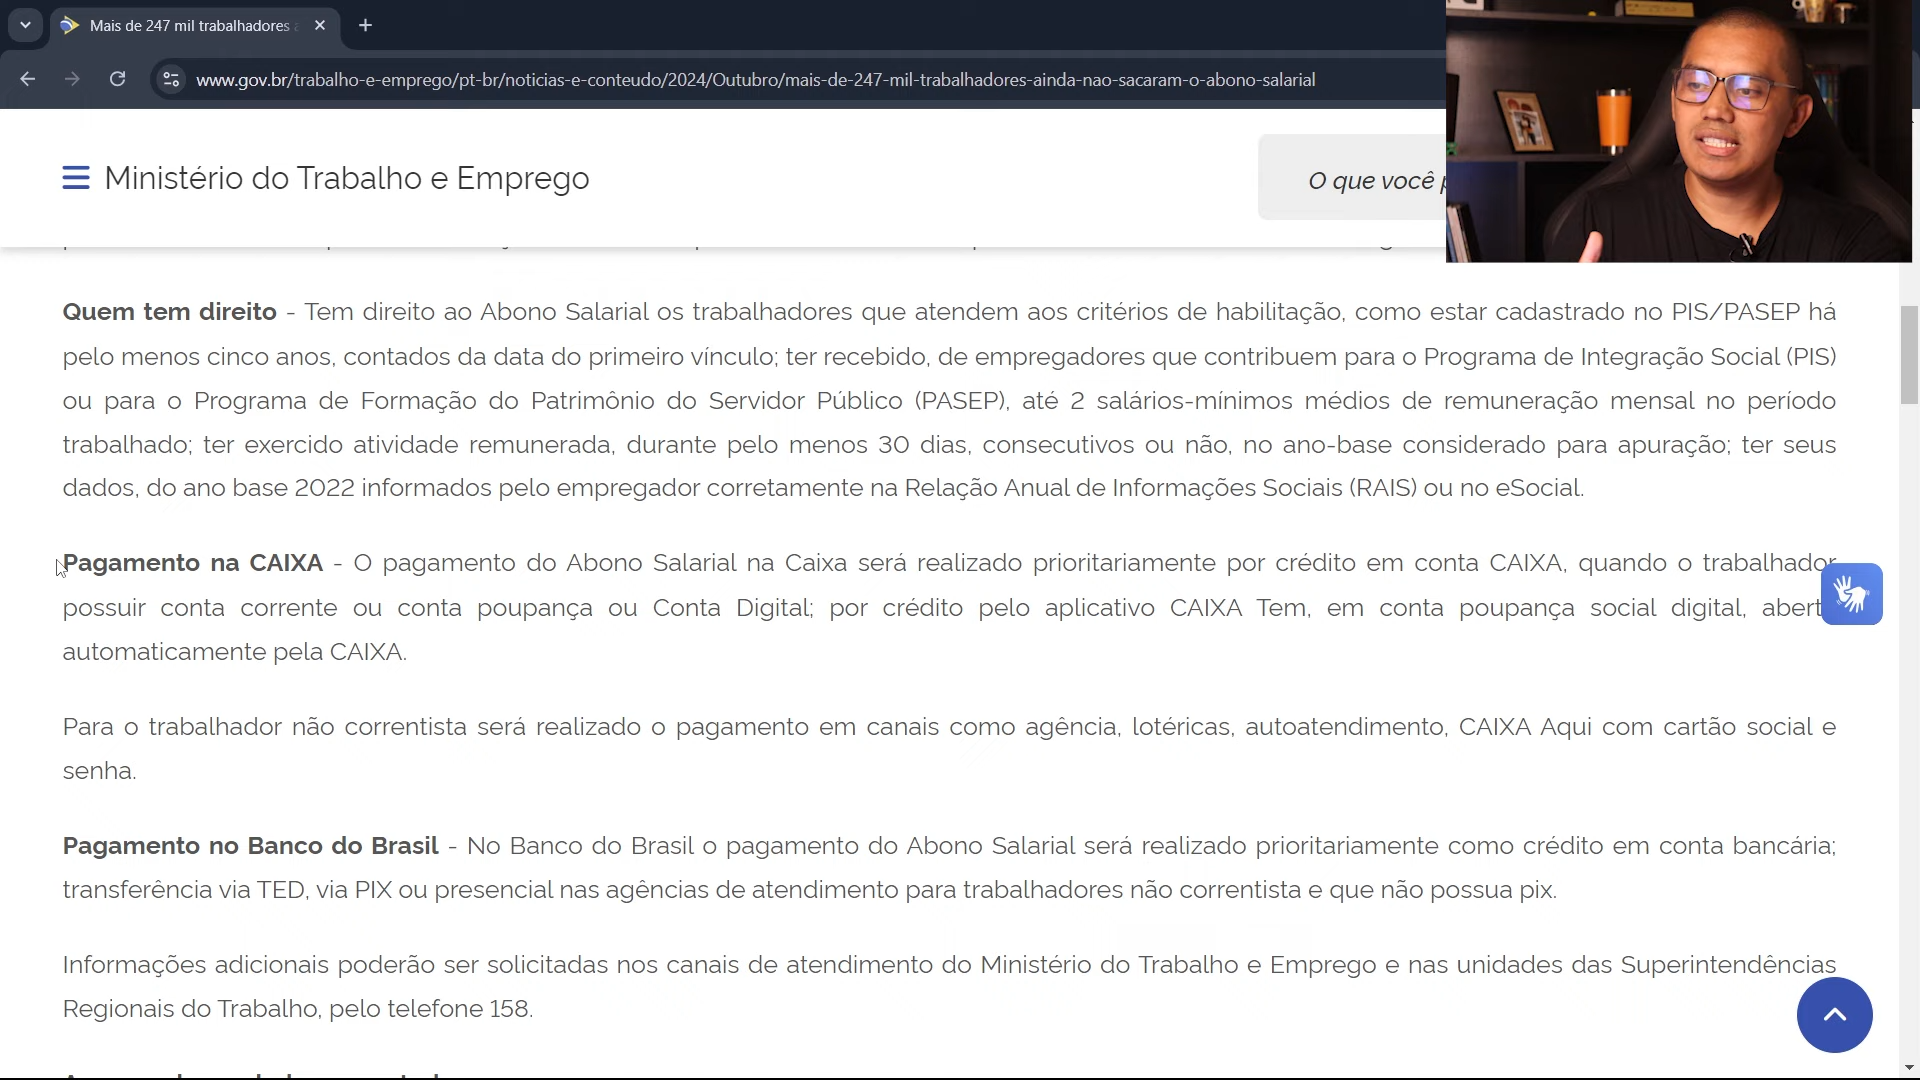 Mais de 247 mil trabalhadores
www.gov.br/trabalho-e-emprego/pt-br/noticias-e-conteudo/2024/Outubro/mais-de-247-mil-trabalhadores-ainda-nao-sacaram-o-abono-salarial
Ministério do Trabalho e Emprego
O que você
Quem tem direito - Tem direito ao Abono Salarial os trabalhadores que atendem aos critérios de habilitação, como estar cadastrado no PIS/PASEP há
pelo menos cinco anos, contados da data do primeiro vínculo; ter recebido, de empregadores que contribuem para o Programa de Integração Social (PIS)
ou para o Programa de Formação do Patrimônio do Servidor Público (PASEP), até 2 salários-mínimos médios de remuneração mensal no período
trabalhado; ter exercido atividade remunerada, durante pelo menos 30 dias, consecutivos ou não, no ano-base considerado para apuração; ter seus
dados, do ano base 2022 informados pelo empregador corretamente na Relação Anual de Informações Sociais (RAIS) ou no eSocial.
Pagamento na CAIXA - O pagamento do Abono Salarial na Caixa será realizado prioritariamente por crédito em conta CAIXA, quando o trabalhador
possuir conta corrente ou conta poupança ou Conta Digital; por crédito pelo aplicativo CAIXA Tem, em conta poupança social digital, abert
automaticamente pela CAIXA.
Para o trabalhador não correntista será realizado o pagamento em canais como agência, lotéricas, autoatendimento, CAIXA Aqui com cartão social e
senha.
Pagamento no Banco do Brasil - No Banco do Brasil o pagamento do Abono Salarial será realizado prioritariamente como crédito em conta bancária;
transferência via TED, via PIX ou presencial nas agências de atendimento para trabalhadores não correntista e que não possua pix.
Informações adicionais poderão ser solicitadas nos canais de atendimento do Ministério do Trabalho e Emprego e nas unidades das Superintendências
Regionais do Trabalho, pelo telefone 158.